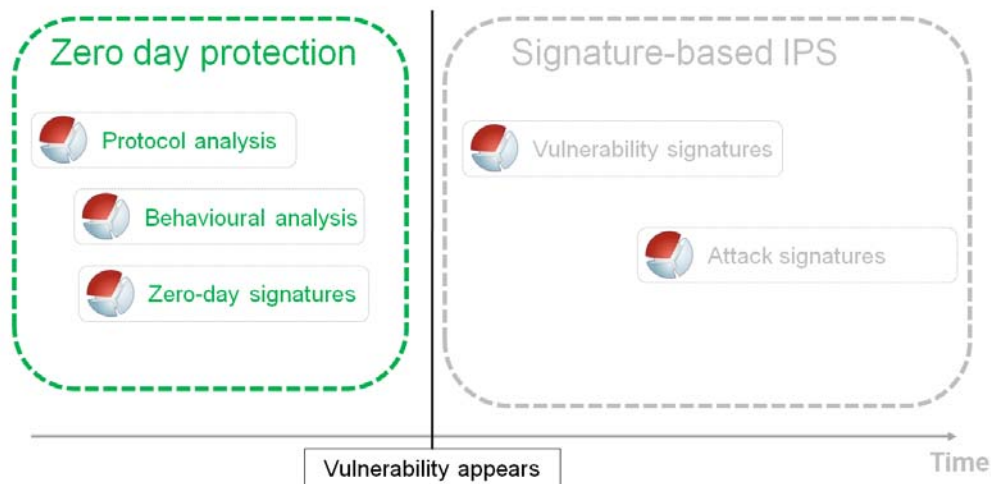 Zero day protection
Signature-based IPS
Protocol analysis
Vulnerability signatures
Behavioural analysis
Attack signatures
Zero-day signatures
Vulnerability appears
Time